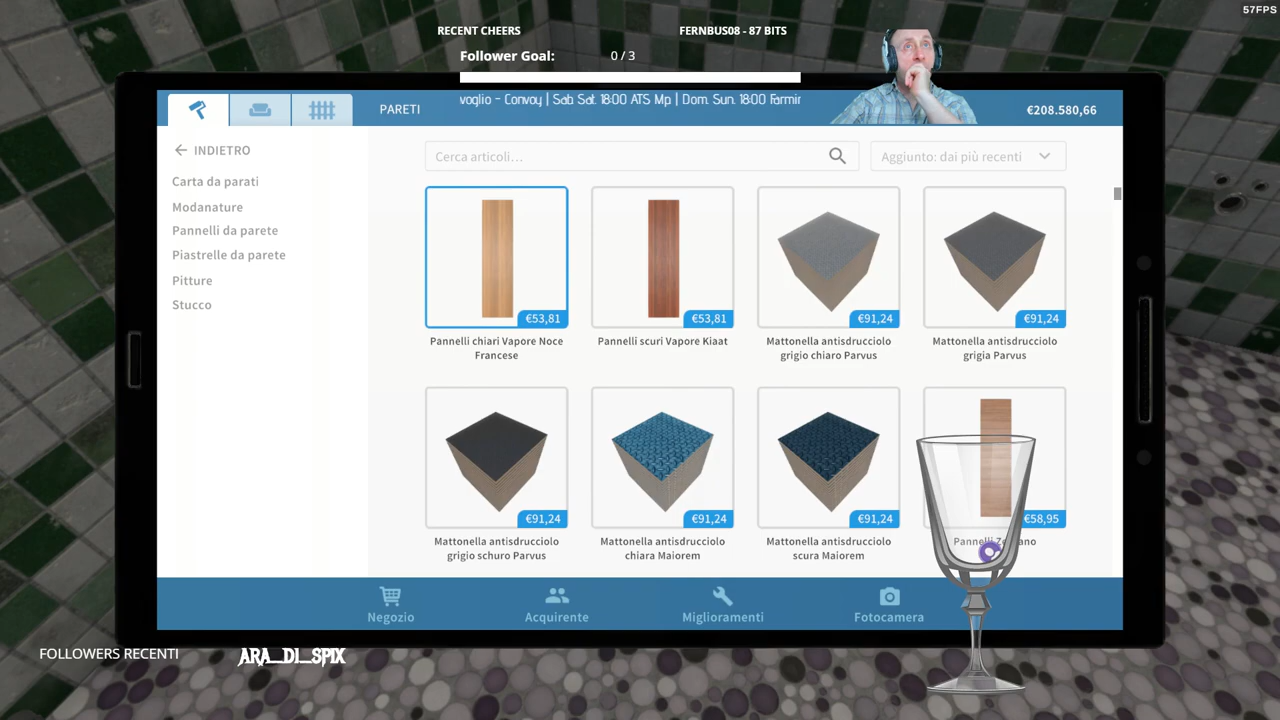 57FPS
RECENT CHEERS
FERNBUS08 - 87 BITS
Follower Goal:
0 / 3
PARETI
voglio - Convoy | Sab Sat. 18:00 ATS Mp | Dom. Sun. 18:00 Farmin
€208.580,66
INDIETRO
Carta da parati
Modanature
Pannelli da parete
Piastrelle da parete
Pitture
Stucco
Cerca articoli...
Aggiunto: dai più recenti
€53,81
€53,81
€91,24
€91,24
Pannelli chiari Vapore Noce
Francese
Pannelli scuri Vapore Kiaat
Mattonella antisdrucciolo
grigio chiaro Parvus
Mattonella antisdrucciolo
grigia Parvus
€91,24
€91,24
€91,24
€58,95
Mattonella antisdrucciolo
grigio schuro Parvus
Mattonella antisdrucciolo
chiara Maiorem
Mattonella antisdrucciolo
scura Maiorem
Pannelli
Negozio
Acquirente
Miglioramenti
Fotocamera
FOLLOWERS RECENTI
ARA_DI_SPIX